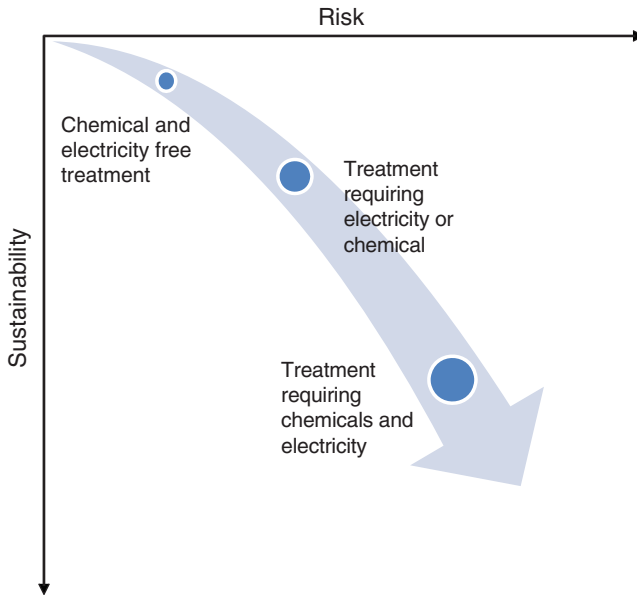 Risk
Chemical and
electricity free
treatment
Treatment
requiring
electricity or
chemical
Sustainability
Treatment
requiring
chemicals and
electricity